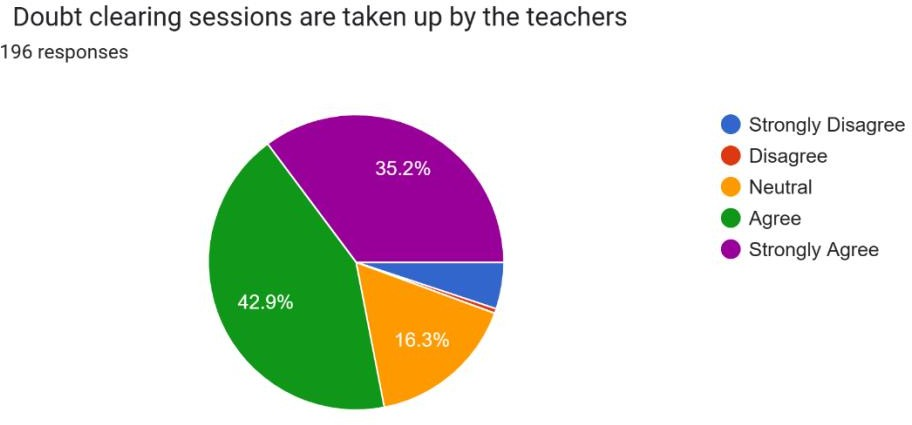 Doubt clearing sessions are taken up by the teachers
196 responses
35.2%
42.9%
16.3%
Strongly Disagree
Disagree
Neutral
Agree
Strongly Agree